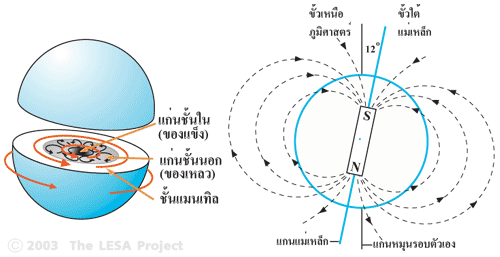 แก่นชั้นใน
(ของแข็ง)
แก่นชั้นนอก
(ของเหลว)
ชั้นแมนเทิล
© 2003 The LESA Project
ขั้วเหนือ
ภูมิศาสตร์
ขั้วใต้
แม่เหล็ก
12°
S
N
แกนแม่เหล็ก
แกนหมุนรอบตัวเอง